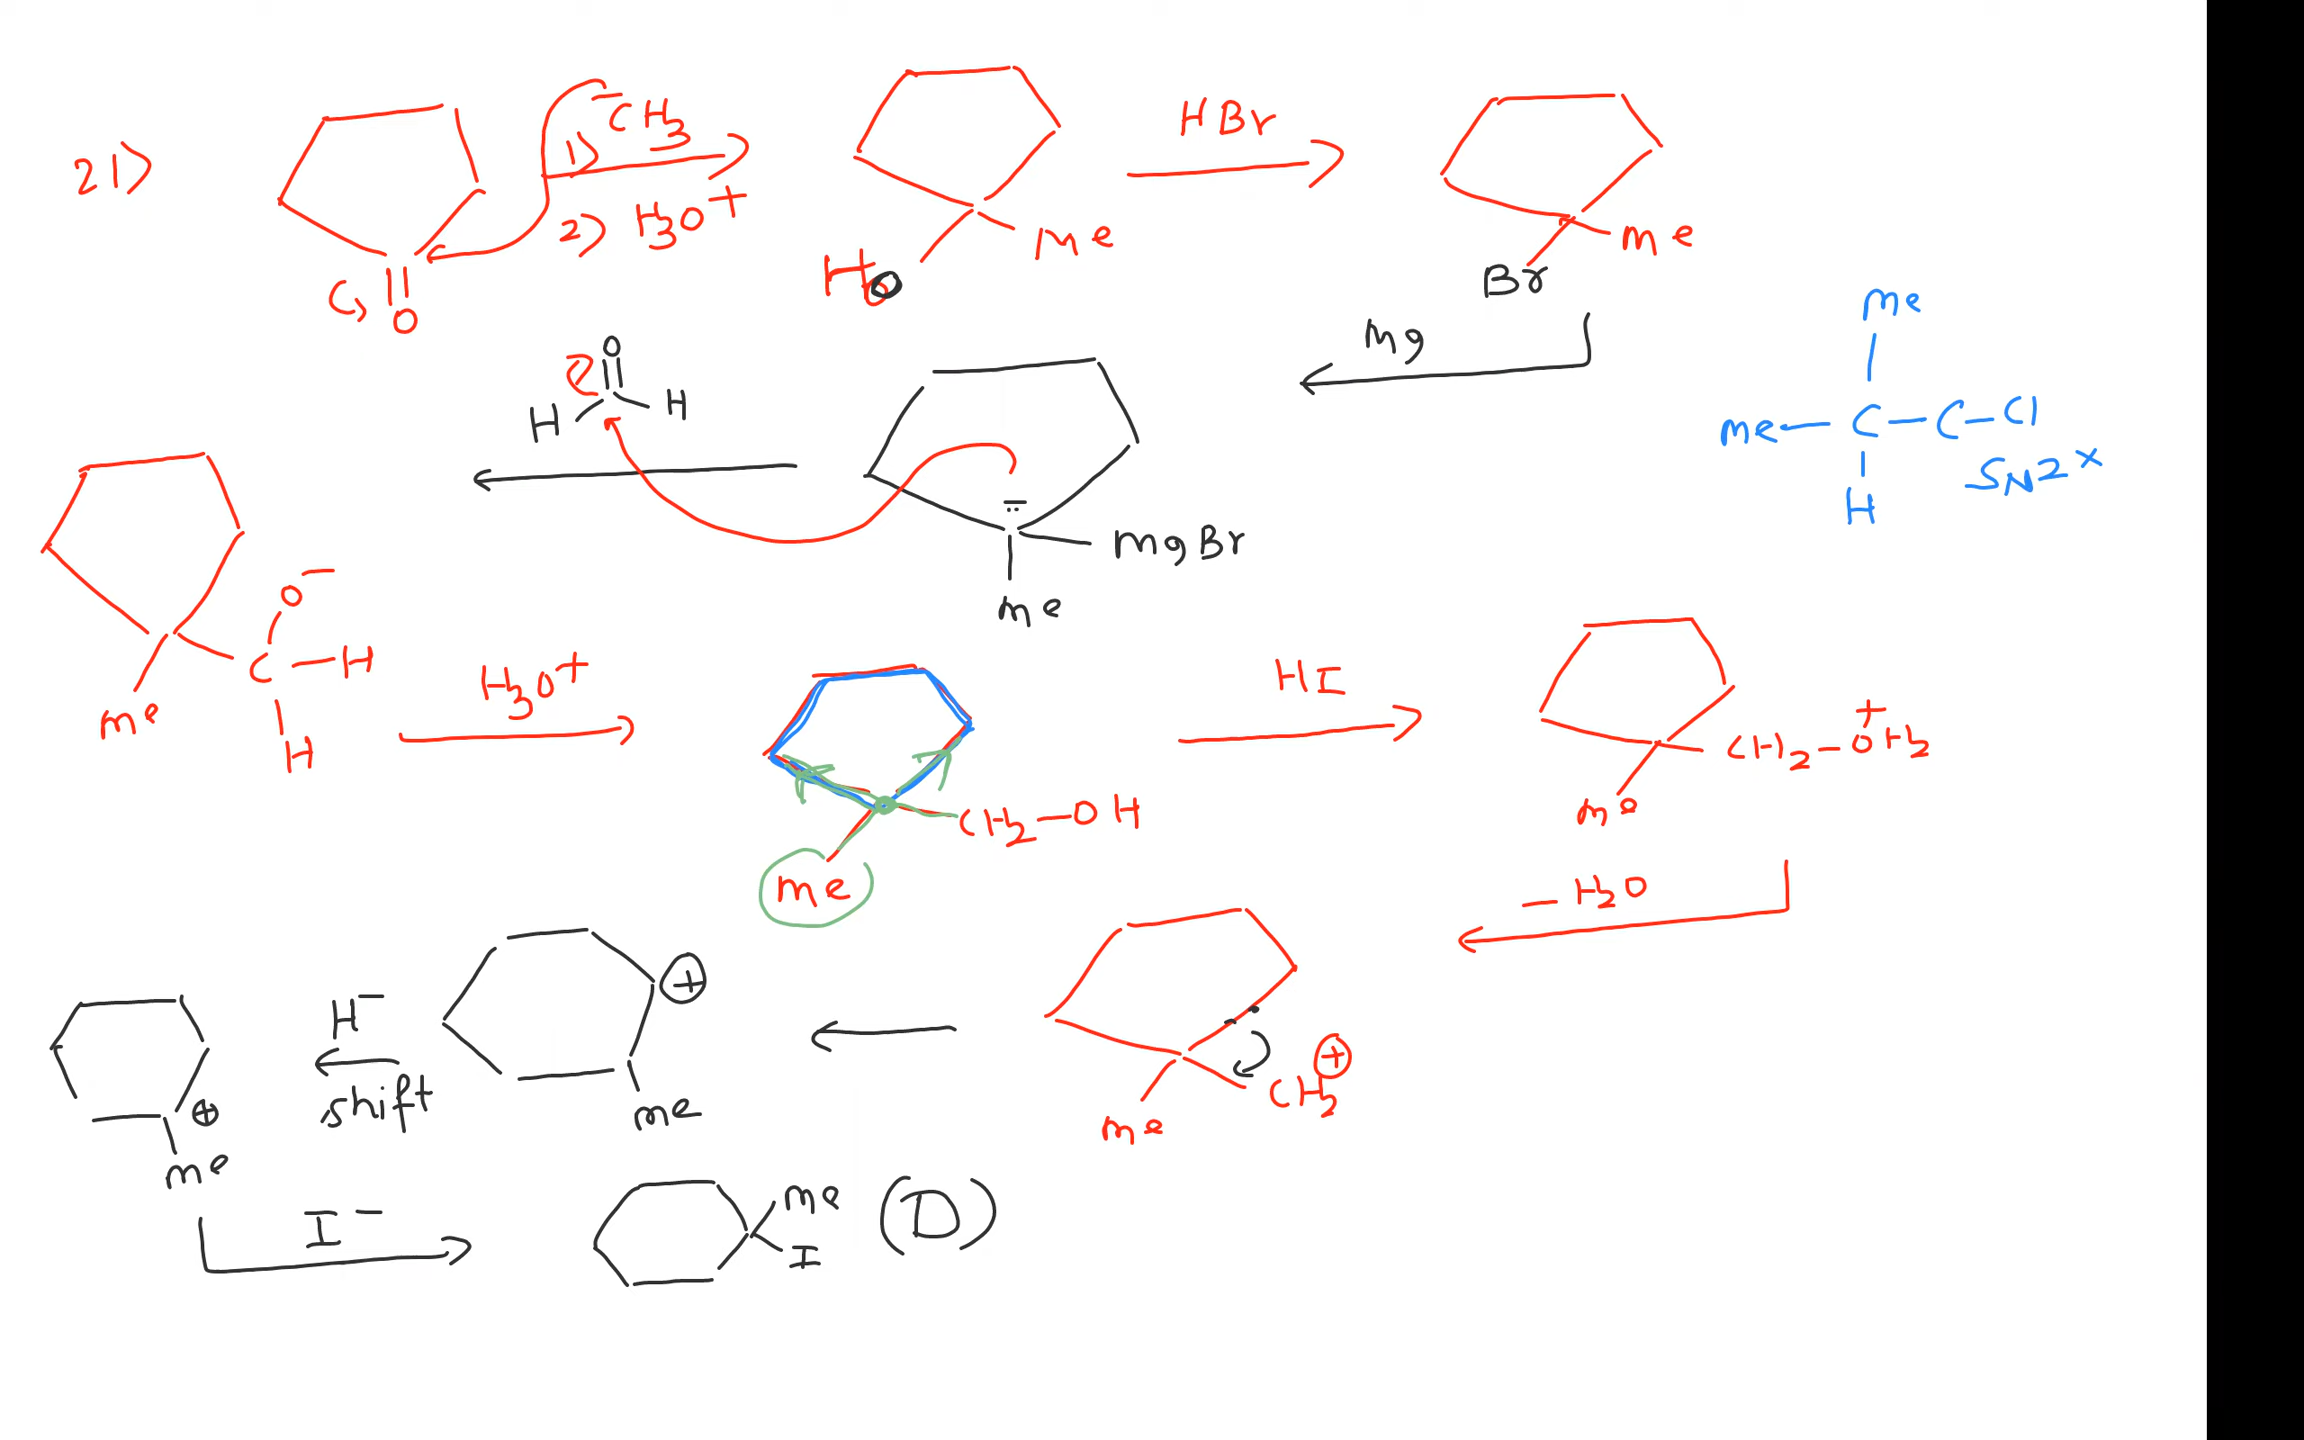 21)
1) ⁻CH3
2) H3O+
O
HO
Me
HBr
Br
Me
Mg
Me
Me—C—C—Cl
H
SN2 ×
O
H H
MgBr
Me
O⁻
C—H
H
Me
H3O+
CH2—OH
Me
HI
CH2—O+H2
Me
— H2O
CH2 +
Me
+
Me
H⁻
shift
+
Me
I⁻
Me
I
(D)